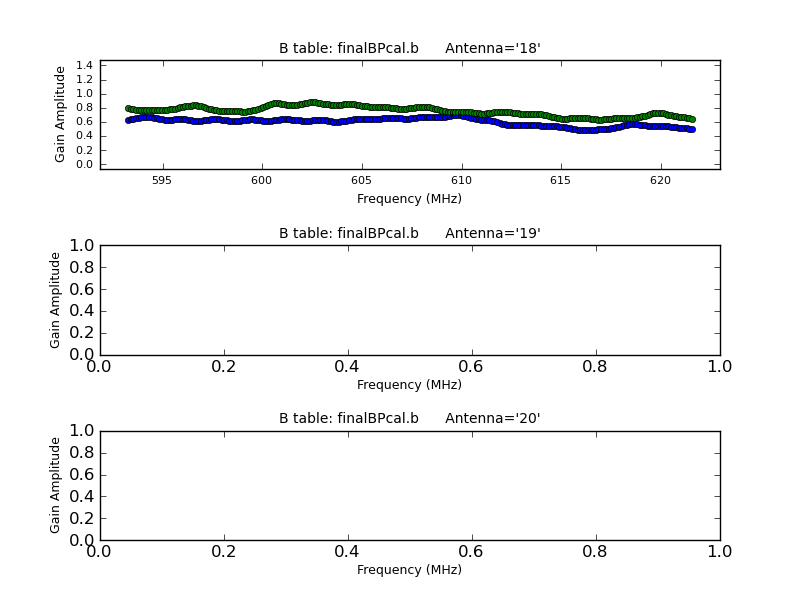 B table: finalBPcal.b Antenna='18'
Gain Amplitude
1.4
1.2
1.0
0.8
0.6
0.4
0.2
0.0
595 600 605 610 615 620
Frequency (MHz)
B table: finalBPcal.b Antenna='19'
Gain Amplitude
1.0
0.8
0.6
0.4
0.2
0.0
0.0 0.2 0.4 0.6 0.8 1.0
Frequency (MHz)
B table: finalBPcal.b Antenna='20'
Gain Amplitude
1.0
0.8
0.6
0.4
0.2
0.0
0.0 0.2 0.4 0.6 0.8 1.0
Frequency (MHz)